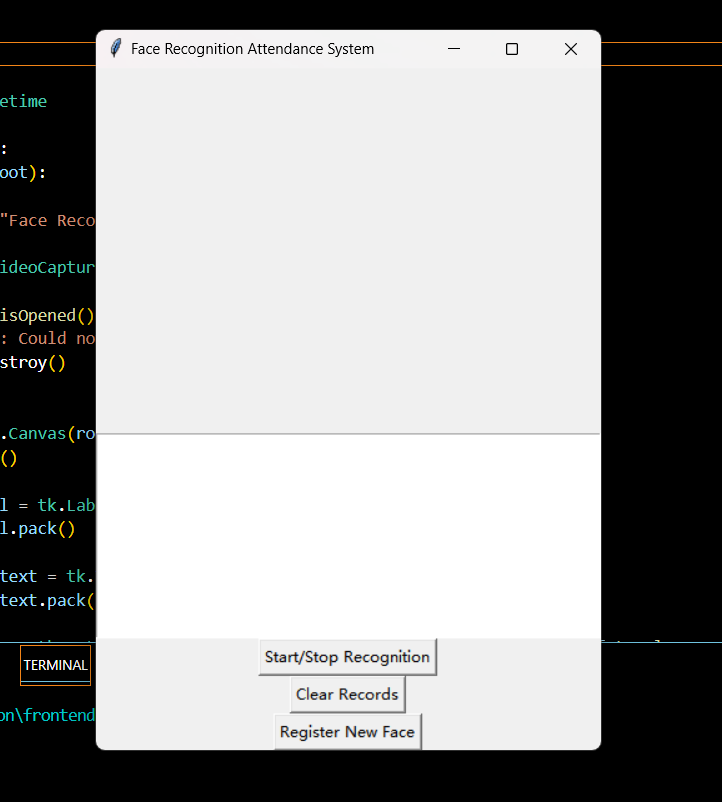 Face Recognition Attendance System
etime
:
oot):
"Face Reco
ideoCaptur
isOpened()
: Could no
stroy()
.Canvas(ro
()
l = tk.Lab
l.pack()
text = tk.
text.pack(
TERMINAL
on\frontend
Start/Stop Recognition
Clear Records
Register New Face